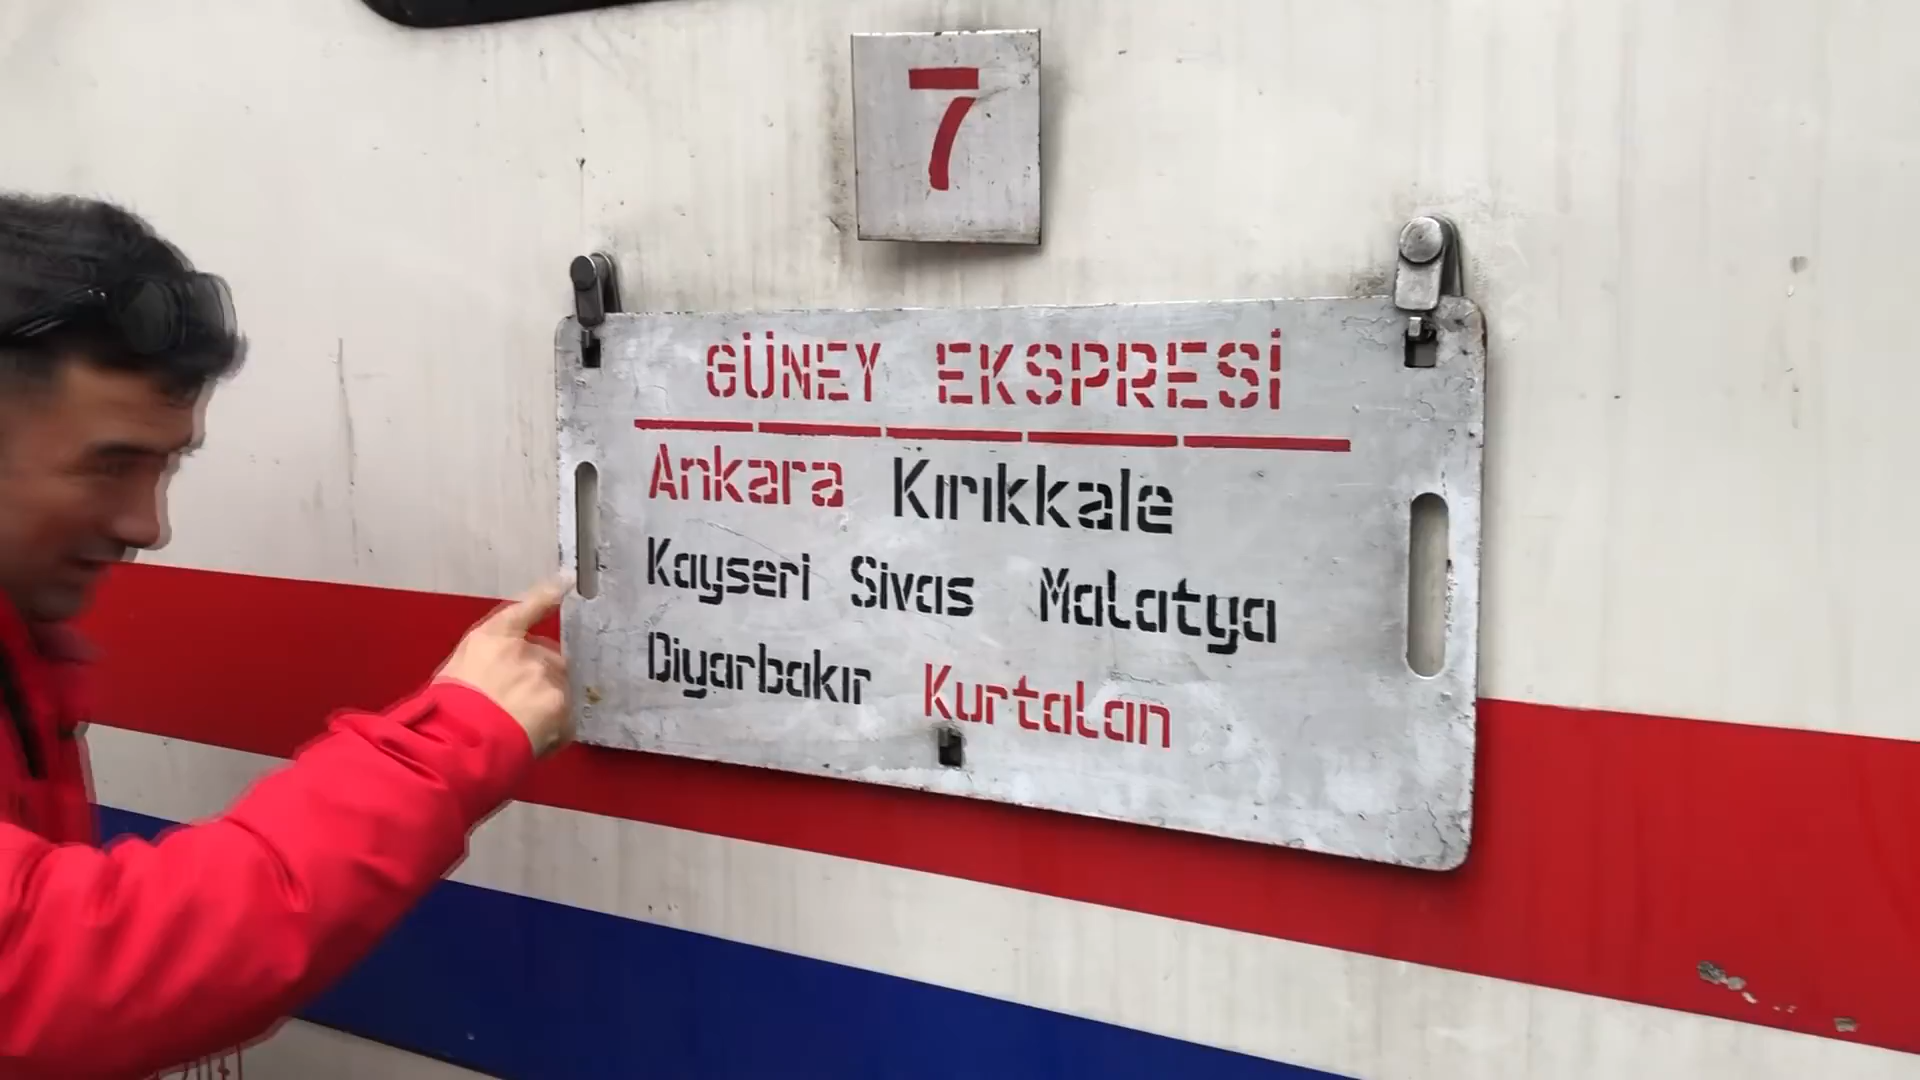 7
GÜNEY EKSPRESİ
Ankara Kırıkkale
Kayseri Sivas Malatya
Diyarbakır Kurtalan